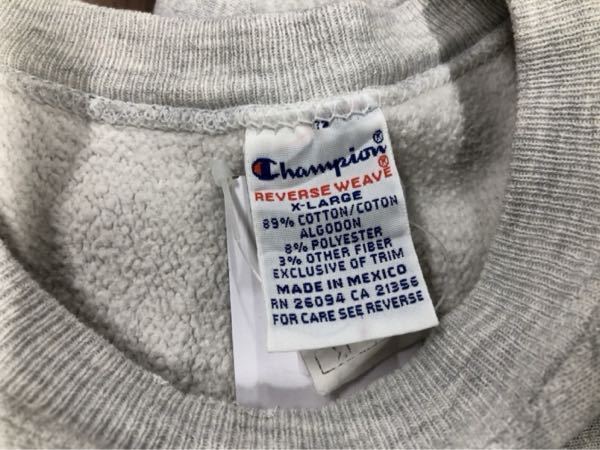 Champion®
REVERSE WEAVE®
X-LARGE
89% COTTON/COTON
ALGODON
8% POLYESTER
3% OTHER FIBER
EXCLUSIVE OF TRIM
MADE IN MEXICO
RN 26094 CA 21356
FOR CARE SEE REVERSE